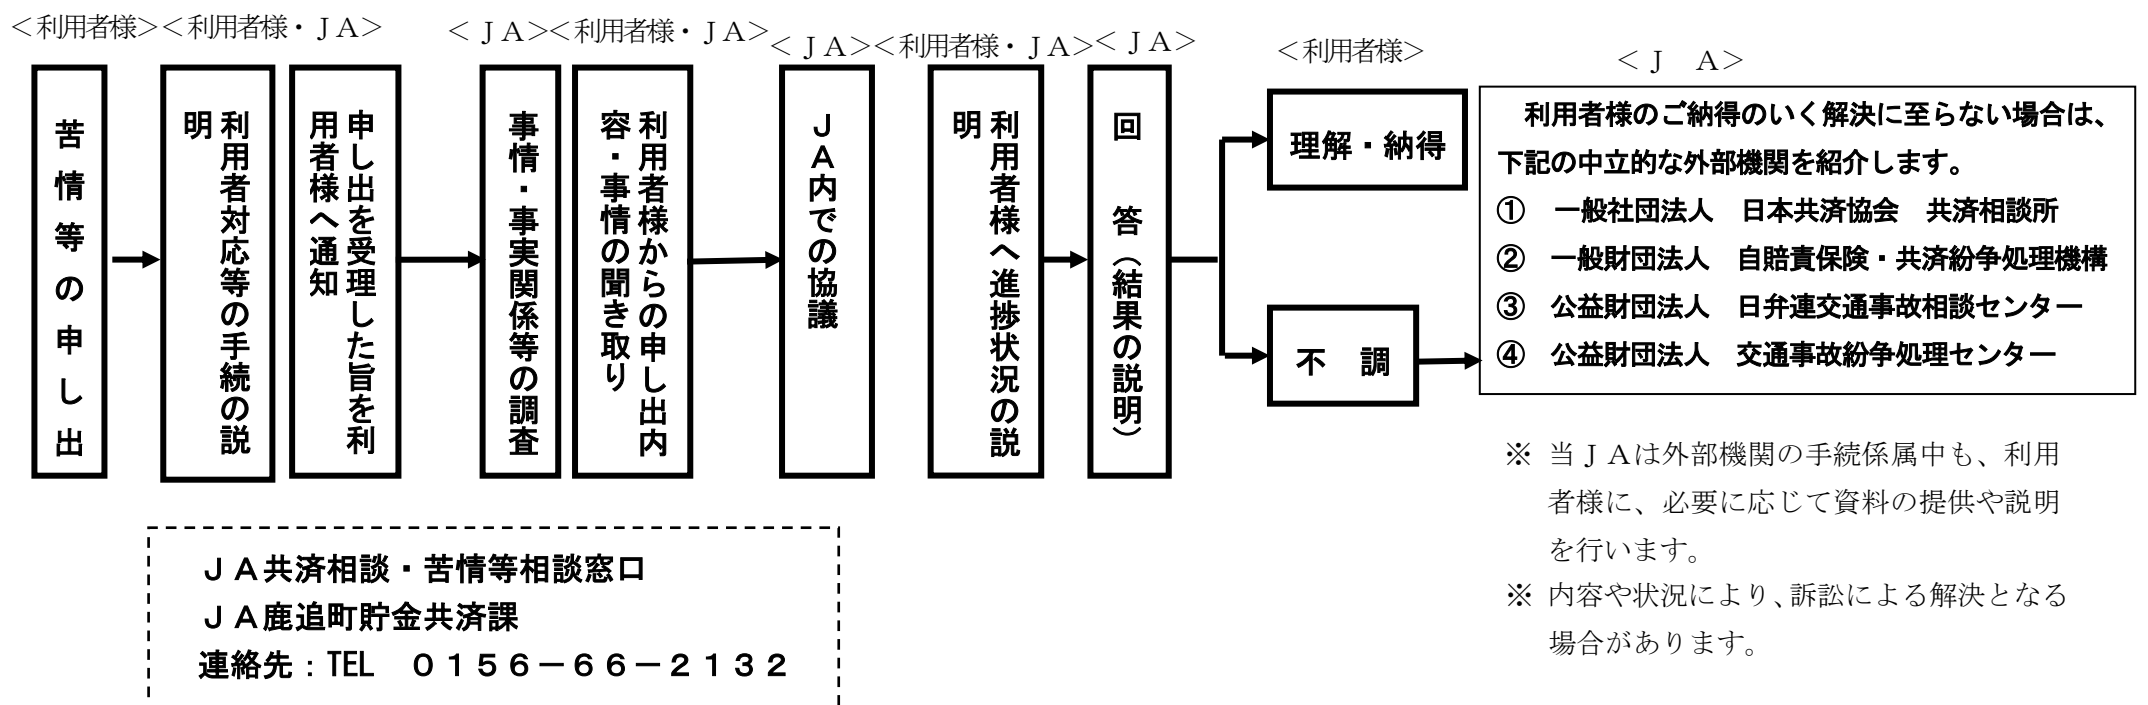 ＜利用者様＞
＜利用者様・ＪＡ＞
＜ＪＡ＞
＜利用者様・ＪＡ＞
＜ＪＡ＞
＜利用者様・ＪＡ＞
＜ＪＡ＞
＜利用者様＞
＜Ｊ　Ａ＞
苦情等の申し出
利用者対応等の手続の説
明
申し出を受理した旨を利
用者様へ通知
事情・事実関係等の調査
利用者様からの申し出内
容・事情の聞き取り
ＪＡ内での協議
利用者様へ進捗状況の説
明
回　答（結果の説明）
理解・納得
不　調
利用者様のご納得のいく解決に至らない場合は、
下記の中立的な外部機関を紹介します。
①　一般社団法人　日本共済協会　共済相談所
②　一般財団法人　自賠責保険・共済紛争処理機構
③　公益財団法人　日弁連交通事故相談センター
④　公益財団法人　交通事故紛争処理センター
※ 当ＪＡは外部機関の手続係属中も、利用
者様に、必要に応じて資料の提供や説明
を行います。
※ 内容や状況により、訴訟による解決となる
場合があります。
ＪＡ共済相談・苦情等相談窓口
ＪＡ鹿追町貯金共済課
連絡先：TEL　０１５６－６６－２１３２